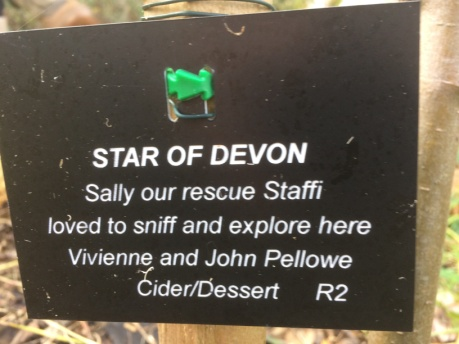 STAR OF DEVON
Sally our rescue Staffi
loved to sniff and explore here
Vivienne and John Pellowe
Cider/Dessert R2